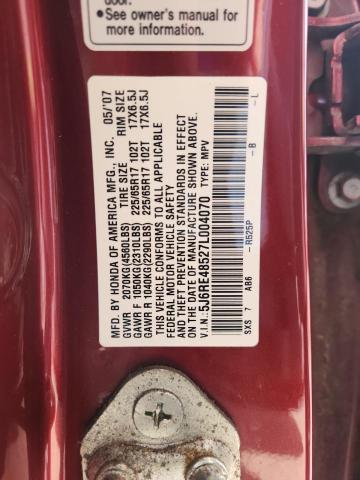 door.
•See owner's manual for
more information.
MFD. BY HONDA OF AMERICA MFG., INC. 05/'07
TIRE SIZE RIM SIZE
GVWR 2070KG(4560LBS)
GAWR F 1050KG(2310LBS) 225/65R17 102T 17X6.5J
GAWR R 1040KG(2290LBS) 225/65R17 102T 17X6.5J
THIS VEHICLE CONFORMS TO ALL APPLICABLE
FEDERAL MOTOR VEHICLE SAFETY
AND THEFT PREVENTION STANDARDS IN EFFECT
ON THE DATE OF MANUFACTURE SHOWN ABOVE.
V.I.N.: 5J6RE48527L004070 TYPE: MPV
SXS 7 AB6 -R525P -B -L